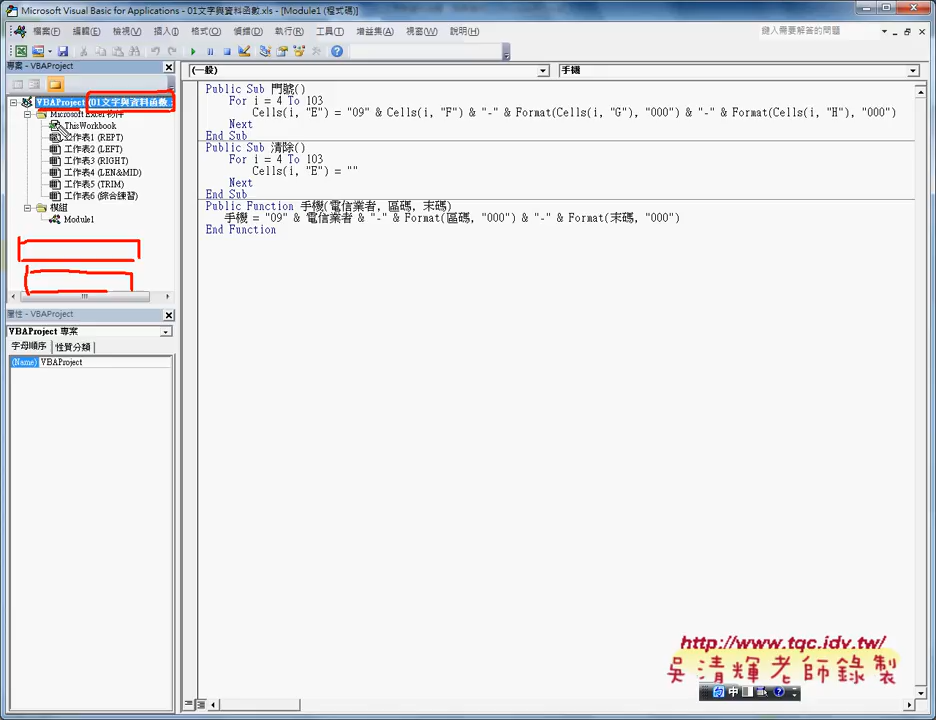 Microsoft Visual Basic for Applications - 01文字與資料函數.xls - [Module1 (程式碼)]
檔案(F) 編輯(E) 檢視(V) 插入(I) 格式(O) 偵錯(D) 執行(R) 工具(T) 增益集(A) 視窗(W) 說明(H)
鍵入需要解答的問題
專案 - VBAProject
(一般)
手機
VBAProject (01文字與資料函數
Microsoft Excel 物件
ThisWorkbook
工作表1 (REPT)
工作表2 (LEFT)
工作表3 (RIGHT)
工作表4 (LEN&MID)
工作表5 (TRIM)
工作表6 (綜合練習)
模組
Module1
Public Sub 門號()
For i = 4 To 103
Cells(i, "E") = "09" & Cells(i, "F") & "-" & Format(Cells(i, "G"), "000") & "-" & Format(Cells(i, "H"), "000")
Next
End Sub
Public Sub 清除()
For i = 4 To 103
Cells(i, "E") = ""
Next
End Sub
Public Function 手機(電信業者, 區碼, 末碼)
手機 = "09" & 電信業者 & "-" & Format(區碼, "000") & "-" & Format(末碼, "000")
End Function
屬性 - VBAProject
VBAProject 專案
字母順序 性質分類
(Name) VBAProject
http://www.tqc.idv.tw/
吳清輝老師錄製
中